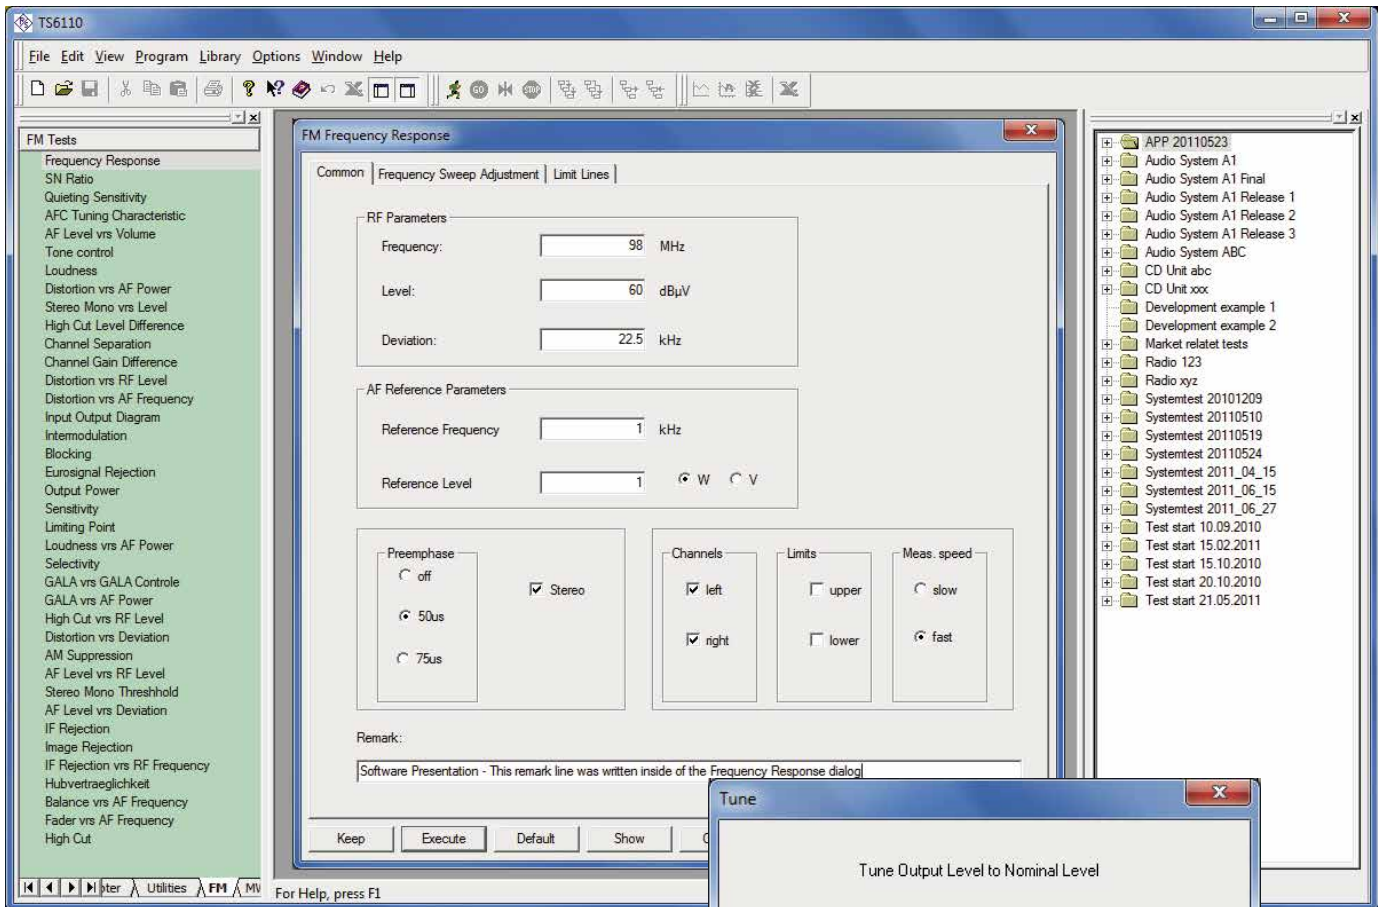 TS6110
File Edit View Program Library Options Window Help
GO STOP
FM Tests
Frequency Response
SN Ratio
Quieting Sensitivity
AFC Tuning Characteristic
AF Level vrs Volume
Tone control
Loudness
Distortion vrs AF Power
Stereo Mono vrs Level
High Cut Level Difference
Channel Separation
Channel Gain Difference
Distortion vrs RF Level
Distortion vrs AF Frequency
Input Output Diagram
Intermodulation
Blocking
Eurosignal Rejection
Output Power
Sensitivity
Limiting Point
Loudness vrs AF Power
Selectivity
GALA vrs GALA Controle
GALA vrs AF Power
High Cut vrs RF Level
Distortion vrs Deviation
AM Suppression
AF Level vrs RF Level
Stereo Mono Threshhold
AF Level vrs Deviation
IF Rejection
Image Rejection
IF Rejection vrs RF Frequency
Hubvertraeglichkeit
Balance vrs AF Frequency
Fader vrs AF Frequency
High Cut
Utilities FM
FM Frequency Response
Common Frequency Sweep Adjustment Limit Lines
RF Parameters
Frequency: 98 MHz
Level: 60 dBµV
Deviation: 22.5 kHz
AF Reference Parameters
Reference Frequency 1 kHz
Reference Level 1 W V
Preemphase
off
50us
75us
Stereo
Channels
left
right
Limits
upper
lower
Meas. speed
slow
fast
Remark:
Software Presentation - This remark line was written inside of the Frequency Response dialog
Keep Execute Default Show
For Help, press F1
Tune
Tune Output Level to Nominal Level
APP 20110523
Audio System A1
Audio System A1 Final
Audio System A1 Release 1
Audio System A1 Release 2
Audio System A1 Release 3
Audio System ABC
CD Unit abc
CD Unit xxx
Development example 1
Development example 2
Market relatet tests
Radio 123
Radio xyz
Systemtest 20101209
Systemtest 20110510
Systemtest 20110519
Systemtest 20110524
Systemtest 2011_04_15
Systemtest 2011_06_15
Systemtest 2011_06_27
Test start 10.09.2010
Test start 15.02.2011
Test start 15.10.2010
Test start 20.10.2010
Test start 21.05.2011